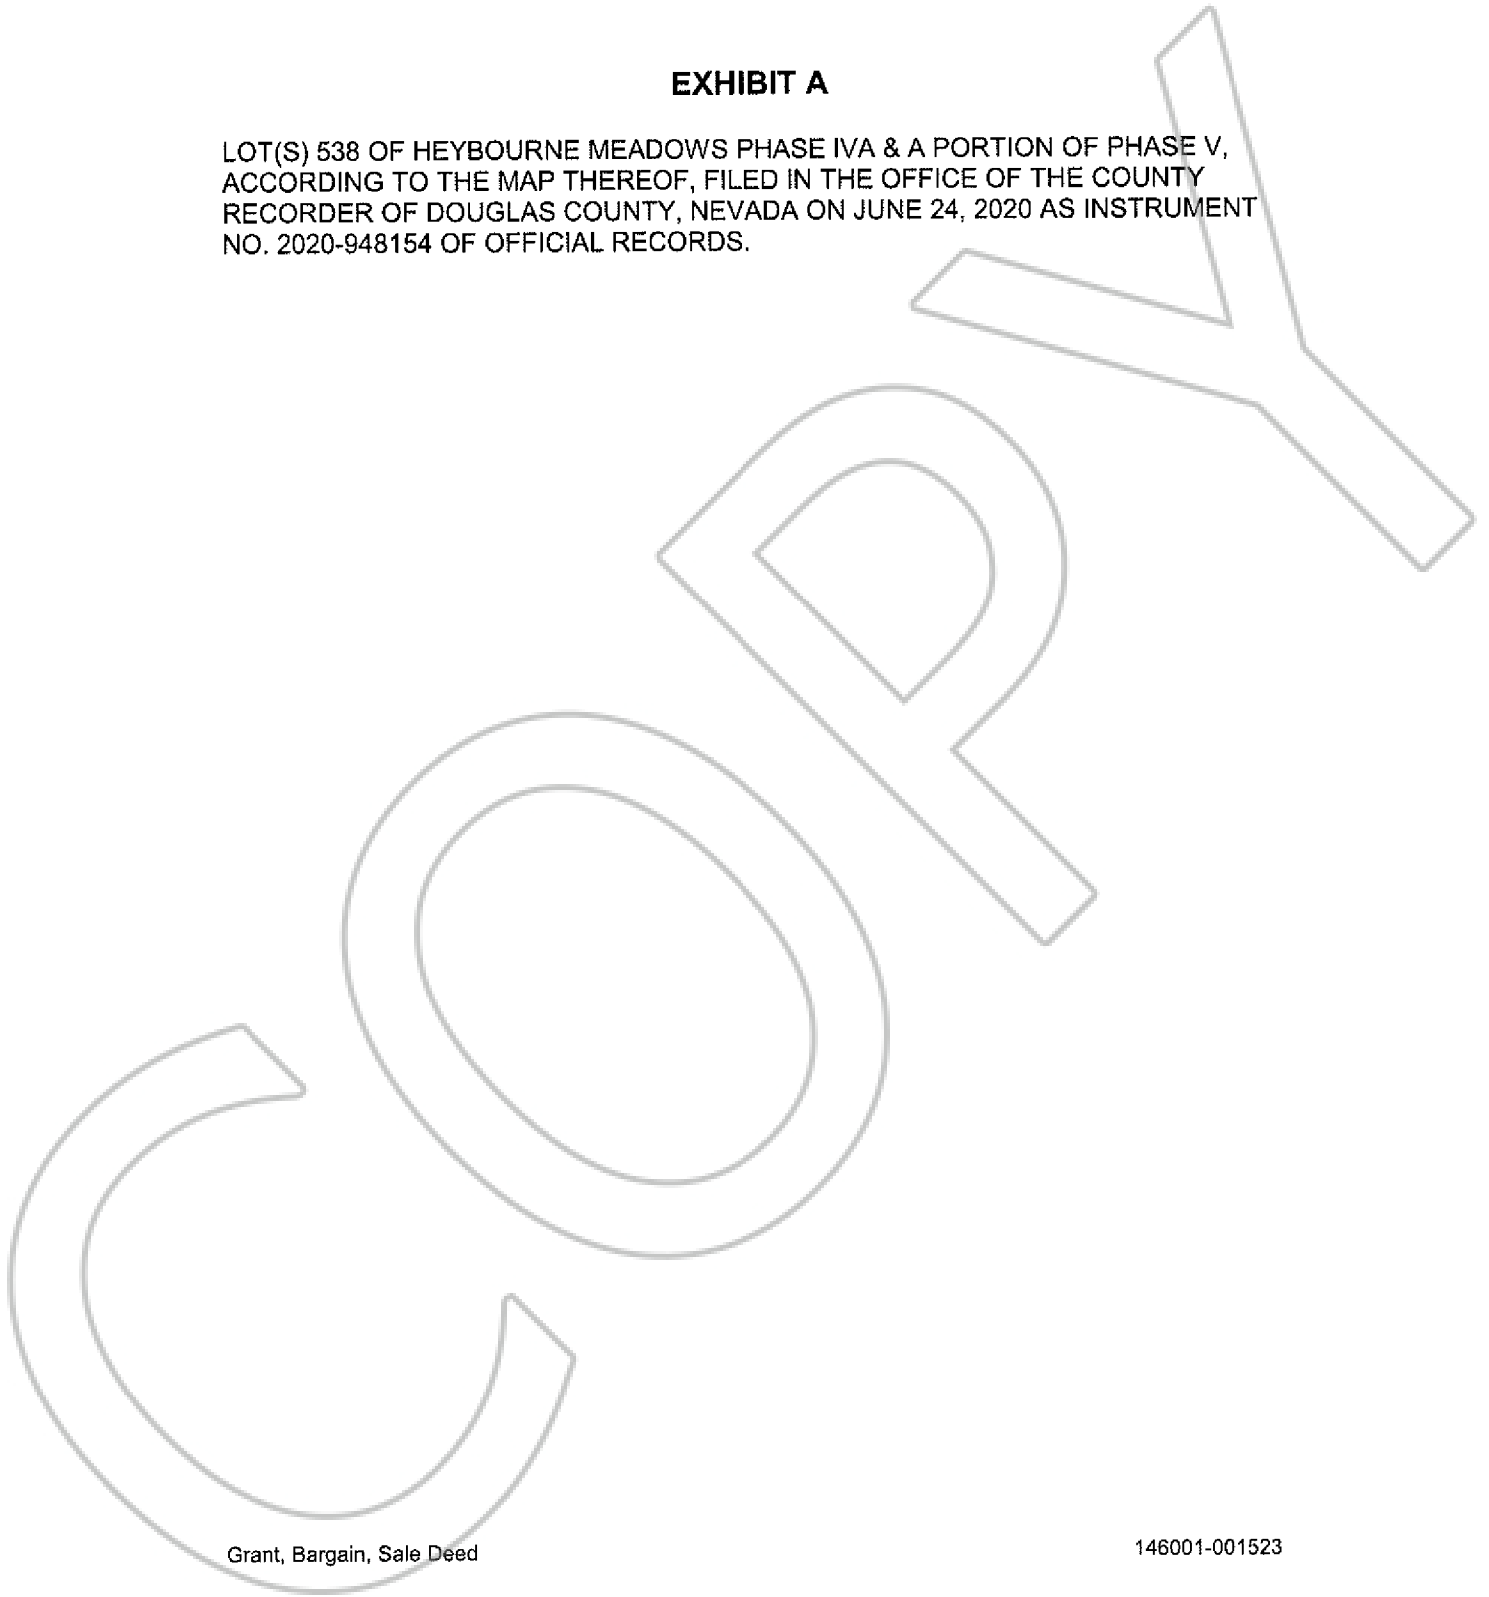 EXHIBIT A
LOT(S) 538 OF HEYBOURNE MEADOWS PHASE IVA & A PORTION OF PHASE V,
ACCORDING TO THE MAP THEREOF, FILED IN THE OFFICE OF THE COUNTY
RECORDER OF DOUGLAS COUNTY, NEVADA ON JUNE 24, 2020 AS INSTRUMENT
NO. 2020-948154 OF OFFICIAL RECORDS.
COPY
Grant, Bargain, Sale Deed
146001-001523